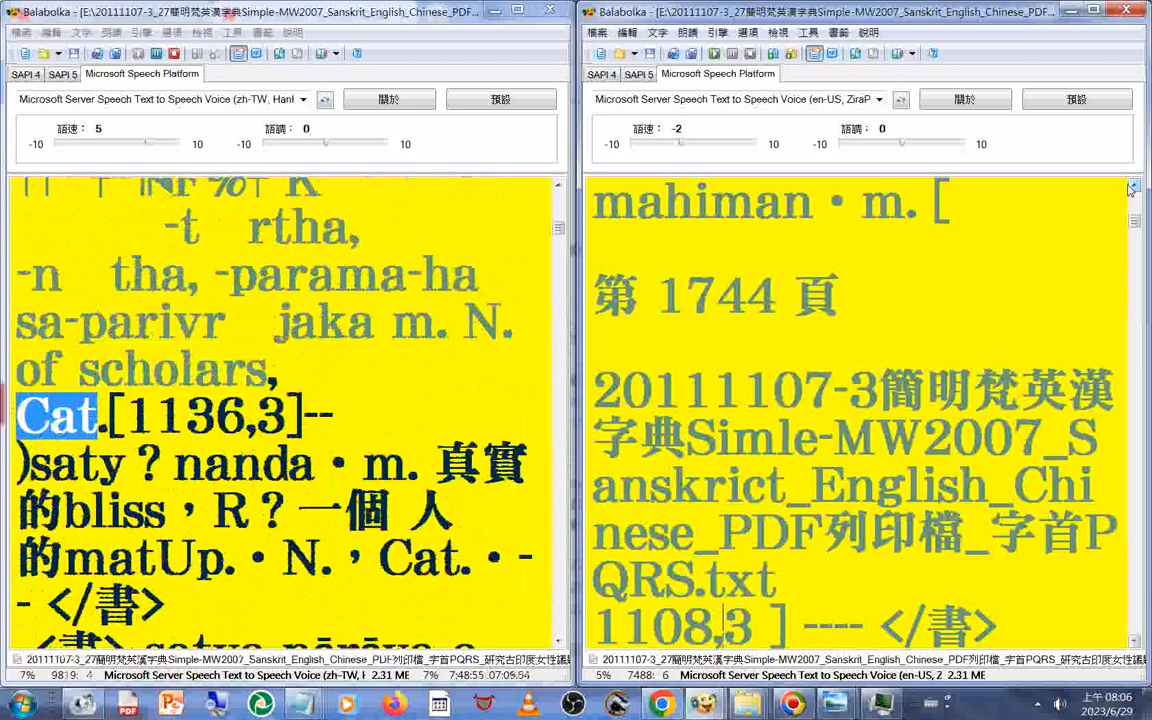 Balabolka - [E:\20111107-3_27簡明梵英漢字典Simple-MW2007_Sanskrit_English_Chinese_PDF...
檔案 編輯 文字 朗讀 引擎 選項 檢視 工具 書籤 說明
SAPI 4 SAPI 5 Microsoft Speech Platform
Microsoft Server Speech Text to Speech Voice (zh-TW, Hanl
關於 預設
語速： 5 語調： 0
-10 10 -10 10
-t rtha,
-n tha, -parama-ha
sa-parivr jaka m. N.
of scholars,
Cat.[1136,3]--
)saty？nanda・m. 真實
的bliss，R？一個 人
的matUp.・N.，Cat.・-
- </書>
20111107-3_27簡明梵英漢字典Simple-MW2007_Sanskrit_English_Chinese_PDF列印檔_字首PQRS_研究古印度女性議
7% 98?9: 4 Microsoft Server Speech Text to Speech Voice (zh-TW, H 2.31 ME 7%
Balabolka - [E:\20111107-3_27簡明梵英漢字典Simple-MW2007_Sanskrit_English_Chinese_PDF...
檔案 編輯 文字 朗讀 引擎 選項 檢視 工具 書籤 說明
SAPI 4 SAPI 5 Microsoft Speech Platform
Microsoft Server Speech Text to Speech Voice (en-US, ZiraP
關於 預設
語速： -2 語調： 0
-10 10 -10 10
mahiman・m. [
第 1744 頁
20111107-3簡明梵英漢
字典Simle-MW2007_S
anskrict_English_Chi
nese_PDF列印檔_字首P
QRS.txt
1108,3 ] ---- </書>
20111107-3_27簡明梵英漢字典Simple-MW2007_Sanskrit_English_Chinese_PDF列印檔_字首PQRS_研究古印度女性議
5% 7488: 6 Microsoft Server Speech Text to Speech Voice (en-US, Z 2.31 ME
上午 08:06
2023/6/29